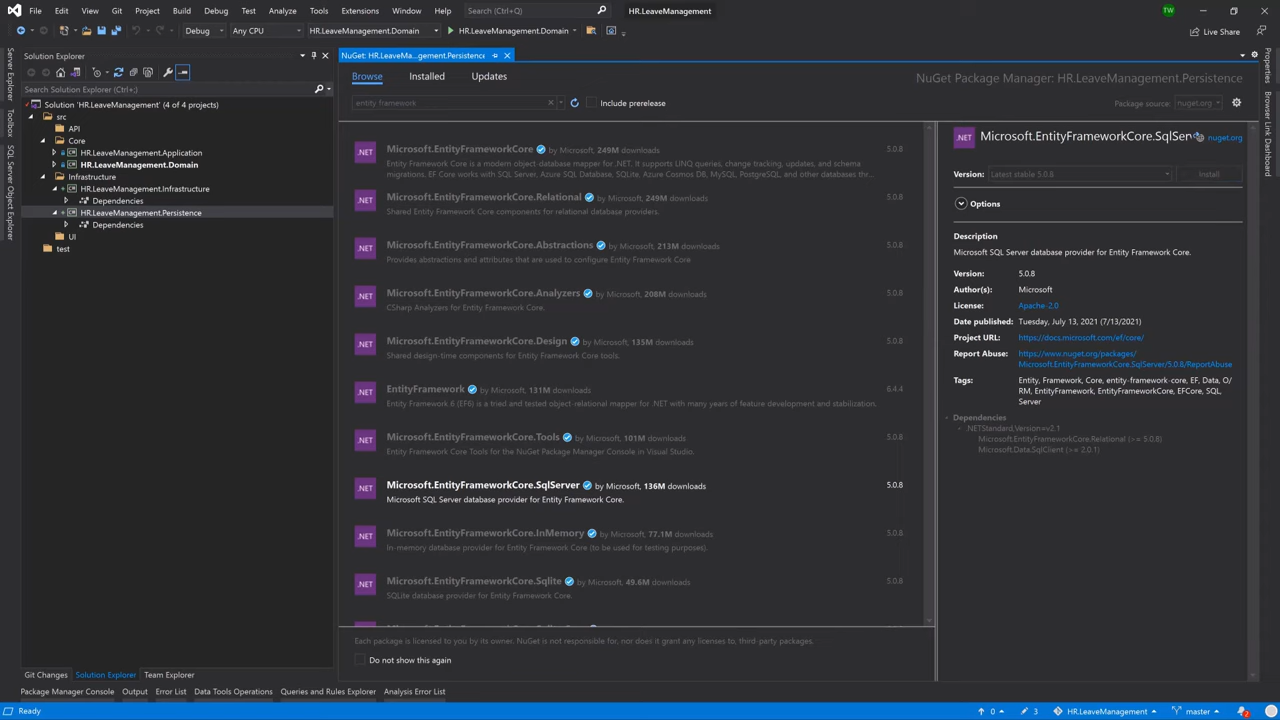 File Edit View Git Project Build Debug Test Analyze Tools Extensions Window Help Search (Ctrl+Q) HR.LeaveManagement TW
Debug Any CPU HR.LeaveManagement.Domain HR.LeaveManagement.Domain Live Share
Server Explorer
Toolbox
SQL Server Object Explorer
Solution Explorer
Search Solution Explorer (Ctrl+;)
Solution 'HR.LeaveManagement' (4 of 4 projects)
src
API
Core
HR.LeaveManagement.Application
HR.LeaveManagement.Domain
Infrastructure
HR.LeaveManagement.Infrastructure
Dependencies
HR.LeaveManagement.Persistence
Dependencies
UI
test
Git Changes Solution Explorer Team Explorer
NuGet: HR.LeaveMa...gement.Persistence
Browse Installed Updates
NuGet Package Manager: HR.LeaveManagement.Persistence
entity framework Include prerelease
Package source: nuget.org
Microsoft.EntityFrameworkCore by Microsoft, 249M downloads 5.0.8
Entity Framework Core is a modern object-database mapper for .NET. It supports LINQ queries, change tracking, updates, and schema
migrations. EF Core works with SQL Server, Azure SQL Database, SQLite, Azure Cosmos DB, MySQL, PostgreSQL, and other databases thr...
Microsoft.EntityFrameworkCore.Relational by Microsoft, 249M downloads 5.0.8
Shared Entity Framework Core components for relational database providers.
Microsoft.EntityFrameworkCore.Abstractions by Microsoft, 213M downloads 5.0.8
Provides abstractions and attributes that are used to configure Entity Framework Core
Microsoft.EntityFrameworkCore.Analyzers by Microsoft, 208M downloads 5.0.8
CSharp Analyzers for Entity Framework Core.
Microsoft.EntityFrameworkCore.Design by Microsoft, 135M downloads 5.0.8
Shared design-time components for Entity Framework Core tools.
EntityFramework by Microsoft, 131M downloads 6.4.4
Entity Framework 6 (EF6) is a tried and tested object-relational mapper for .NET with many years of feature development and stabilization.
Microsoft.EntityFrameworkCore.Tools by Microsoft, 101M downloads 5.0.8
Entity Framework Core Tools for the NuGet Package Manager Console in Visual Studio.
.NET Microsoft.EntityFrameworkCore.SqlServer by Microsoft, 136M downloads 5.0.8
Microsoft SQL Server database provider for Entity Framework Core.
Microsoft.EntityFrameworkCore.InMemory by Microsoft, 77.1M downloads 5.0.8
In-memory database provider for Entity Framework Core (to be used for testing purposes).
Microsoft.EntityFrameworkCore.Sqlite by Microsoft, 49.6M downloads 5.0.8
SQLite database provider for Entity Framework Core.
Each package is licensed to you by its owner. NuGet is not responsible for, nor does it grant any licenses to, third-party packages.
Do not show this again
.NET Microsoft.EntityFrameworkCore.SqlSer nuget.org
Version: Latest stable 5.0.8 Install
Options
Description
Microsoft SQL Server database provider for Entity Framework Core.
Version: 5.0.8
Author(s): Microsoft
License: Apache-2.0
Date published: Tuesday, July 13, 2021 (7/13/2021)
Project URL: https://docs.microsoft.com/ef/core/
Report Abuse: https://www.nuget.org/packages/
Microsoft.EntityFrameworkCore.SqlServer/5.0.8/ReportAbuse
Tags: Entity, Framework, Core, entity-framework-core, EF, Data, O/
RM, EntityFramework, EntityFrameworkCore, EFCore, SQL,
Server
Dependencies
.NETStandard,Version=v2.1
Microsoft.EntityFrameworkCore.Relational (>= 5.0.8)
Microsoft.Data.SqlClient (>= 2.0.1)
Properties
Browser Link Dashboard
Package Manager Console Output Error List Data Tools Operations Queries and Rules Explorer Analysis Error List
Ready 0 3 HR.LeaveManagement master 2